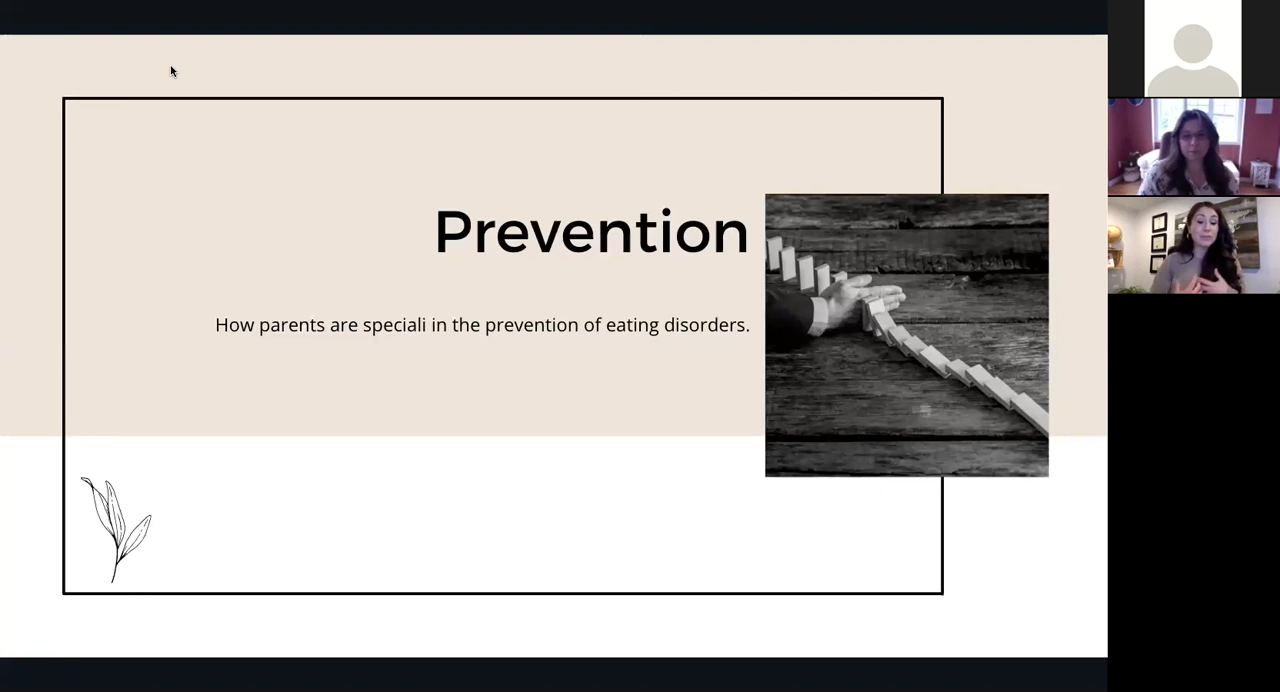 Prevention
How parents are speciali in the prevention of eating disorders.